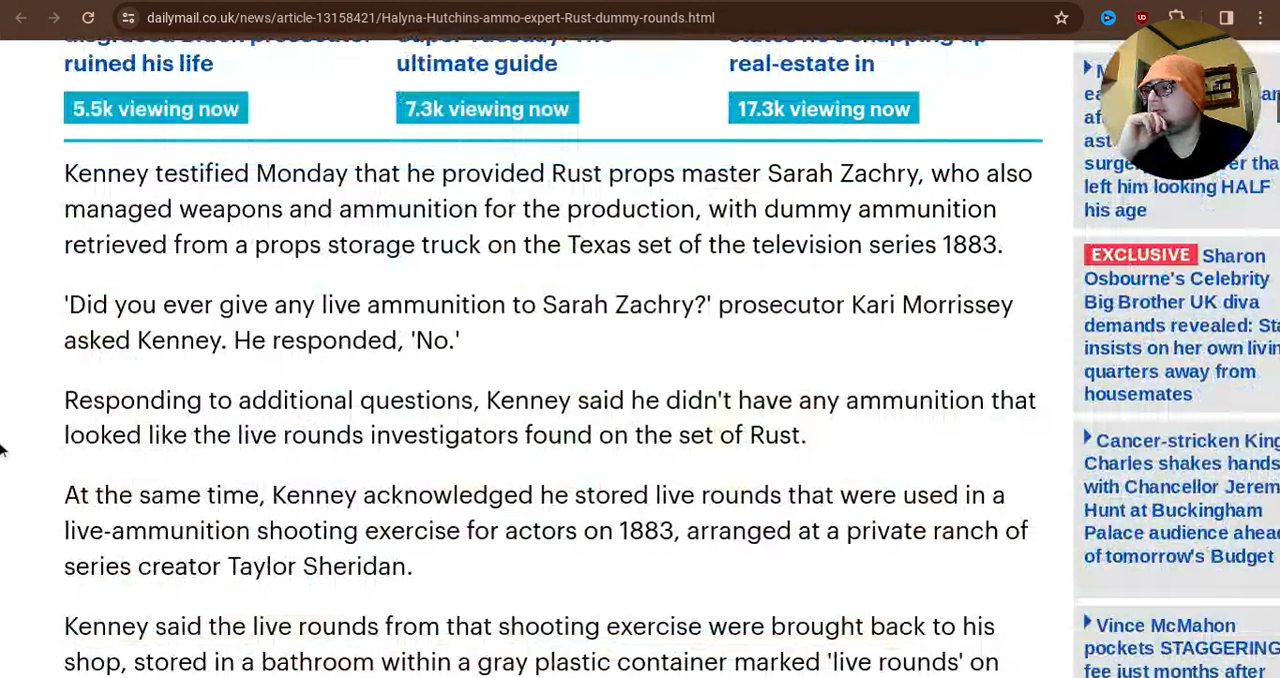 dailymail.co.uk/news/article-13158421/Halyna-Hutchins-ammo-expert-Rust-dummy-rounds.html
ruined his life
ultimate guide
real-estate in
5.5k viewing now
7.3k viewing now
17.3k viewing now
Kenney testified Monday that he provided Rust props master Sarah Zachry, who also
managed weapons and ammunition for the production, with dummy ammunition
retrieved from a props storage truck on the Texas set of the television series 1883.
'Did you ever give any live ammunition to Sarah Zachry?' prosecutor Kari Morrissey
asked Kenney. He responded, 'No.'
Responding to additional questions, Kenney said he didn't have any ammunition that
looked like the live rounds investigators found on the set of Rust.
At the same time, Kenney acknowledged he stored live rounds that were used in a
live-ammunition shooting exercise for actors on 1883, arranged at a private ranch of
series creator Taylor Sheridan.
Kenney said the live rounds from that shooting exercise were brought back to his
shop, stored in a bathroom within a gray plastic container marked 'live rounds' on
left him looking HALF
his age
EXCLUSIVE Sharon
Osbourne's Celebrity
Big Brother UK diva
demands revealed:
insists on her own
quarters away from
housemates
Cancer-stricken King
Charles shakes hands
with Chancellor
Hunt at Buckingham
Palace audience
of tomorrow's Budget
Vince McMahon
pockets STAGGERING
fee just months after